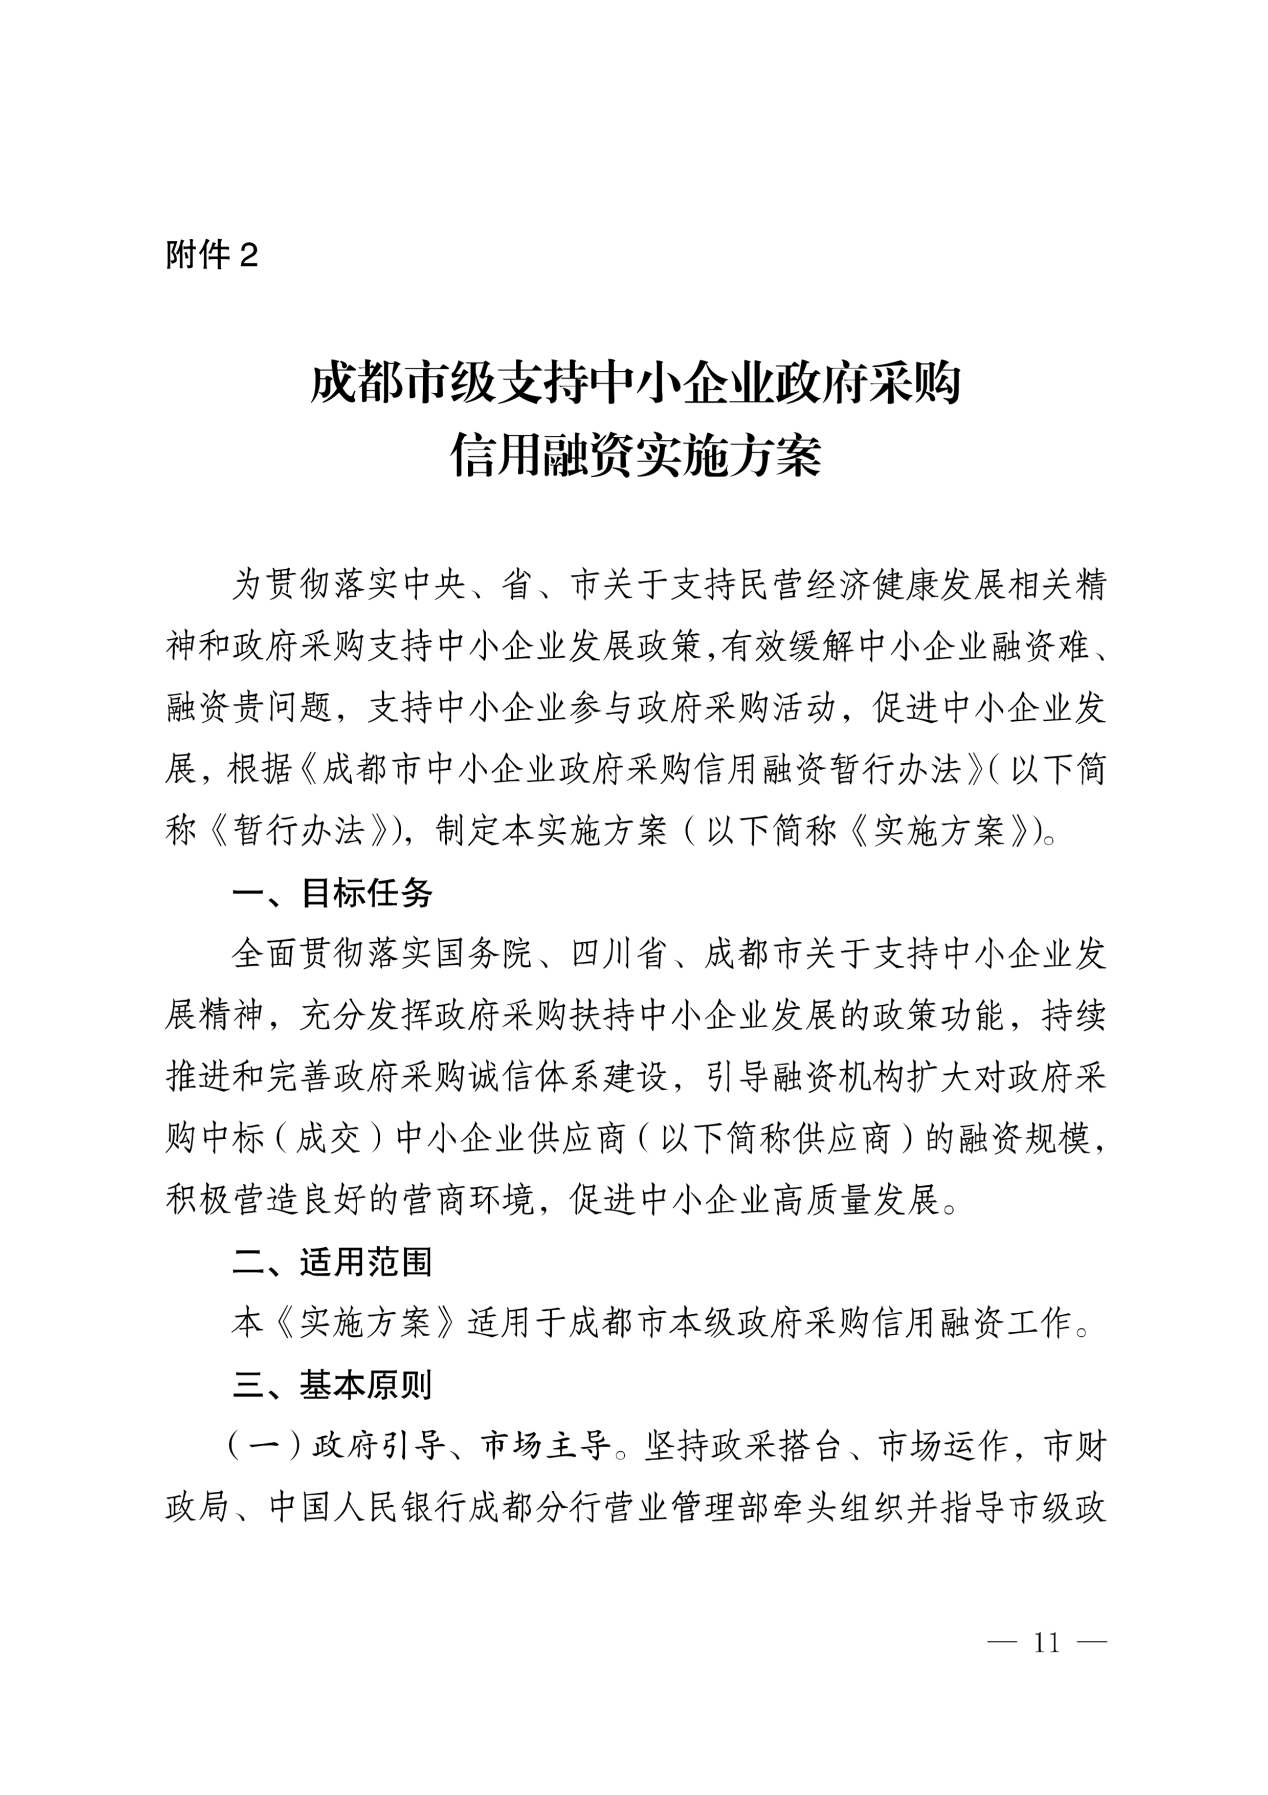 附件 2
成都市级支持中小企业政府采购
信用融资实施方案
为贯彻落实中央、省、市关于支持民营经济健康发展相关精
神和政府采购支持中小企业发展政策，有效缓解中小企业融资难、
融资贵问题，支持中小企业参与政府采购活动，促进中小企业发
展，根据《成都市中小企业政府采购信用融资暂行办法》（以下简
称《暂行办法》），制定本实施方案（以下简称《实施方案》）。
一、目标任务
全面贯彻落实国务院、四川省、成都市关于支持中小企业发
展精神，充分发挥政府采购扶持中小企业发展的政策功能，持续
推进和完善政府采购诚信体系建设，引导融资机构扩大对政府采
购中标（成交）中小企业供应商（以下简称供应商）的融资规模，
积极营造良好的营商环境，促进中小企业高质量发展。
二、适用范围
本《实施方案》适用于成都市本级政府采购信用融资工作。
三、基本原则
（一）政府引导、市场主导。坚持政采搭台、市场运作，市财
政局、中国人民银行成都分行营业管理部牵头组织并指导市级政
— 11 —